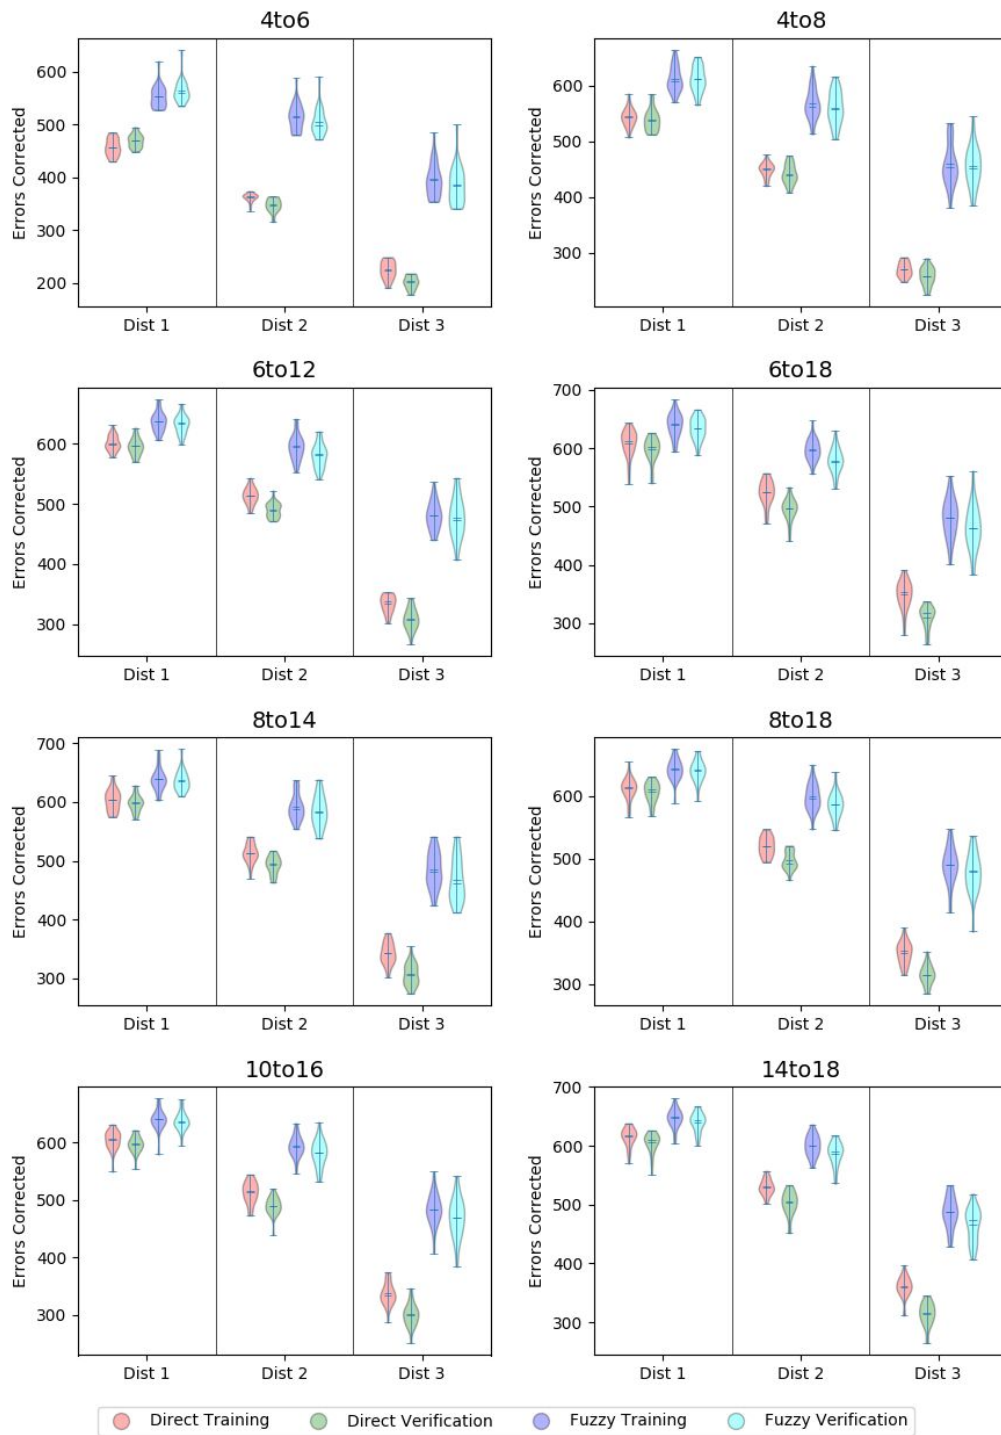 4to6
600
500
400
300
200
Errors Corrected
Dist 1 Dist 2 Dist 3
4to8
600
500
400
300
Errors Corrected
Dist 1 Dist 2 Dist 3
6to12
600
500
400
300
Errors Corrected
Dist 1 Dist 2 Dist 3
6to18
700
600
500
400
300
Errors Corrected
Dist 1 Dist 2 Dist 3
8to14
700
600
500
400
300
Errors Corrected
Dist 1 Dist 2 Dist 3
8to18
600
500
400
300
Errors Corrected
Dist 1 Dist 2 Dist 3
10to16
600
500
400
300
Errors Corrected
Dist 1 Dist 2 Dist 3
14to18
700
600
500
400
300
Errors Corrected
Dist 1 Dist 2 Dist 3
Direct Training Direct Verification Fuzzy Training Fuzzy Verification